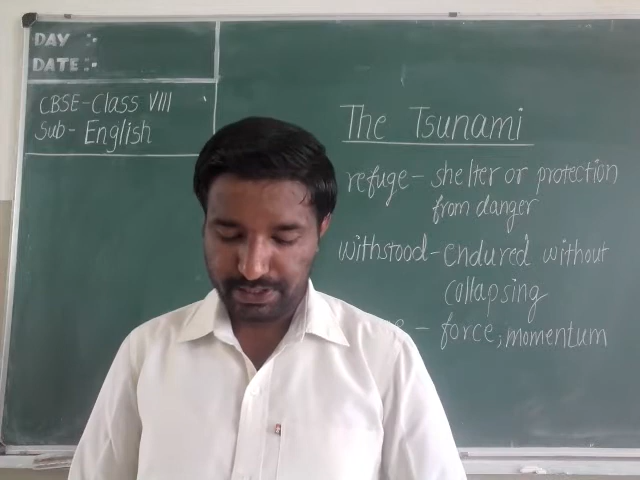 DAY :-
DATE :-
CBSE-Class VIII
Sub- English
The Tsunami
refuge - shelter or protection
from danger
withstood - endured without
collapsing
- force, momentum